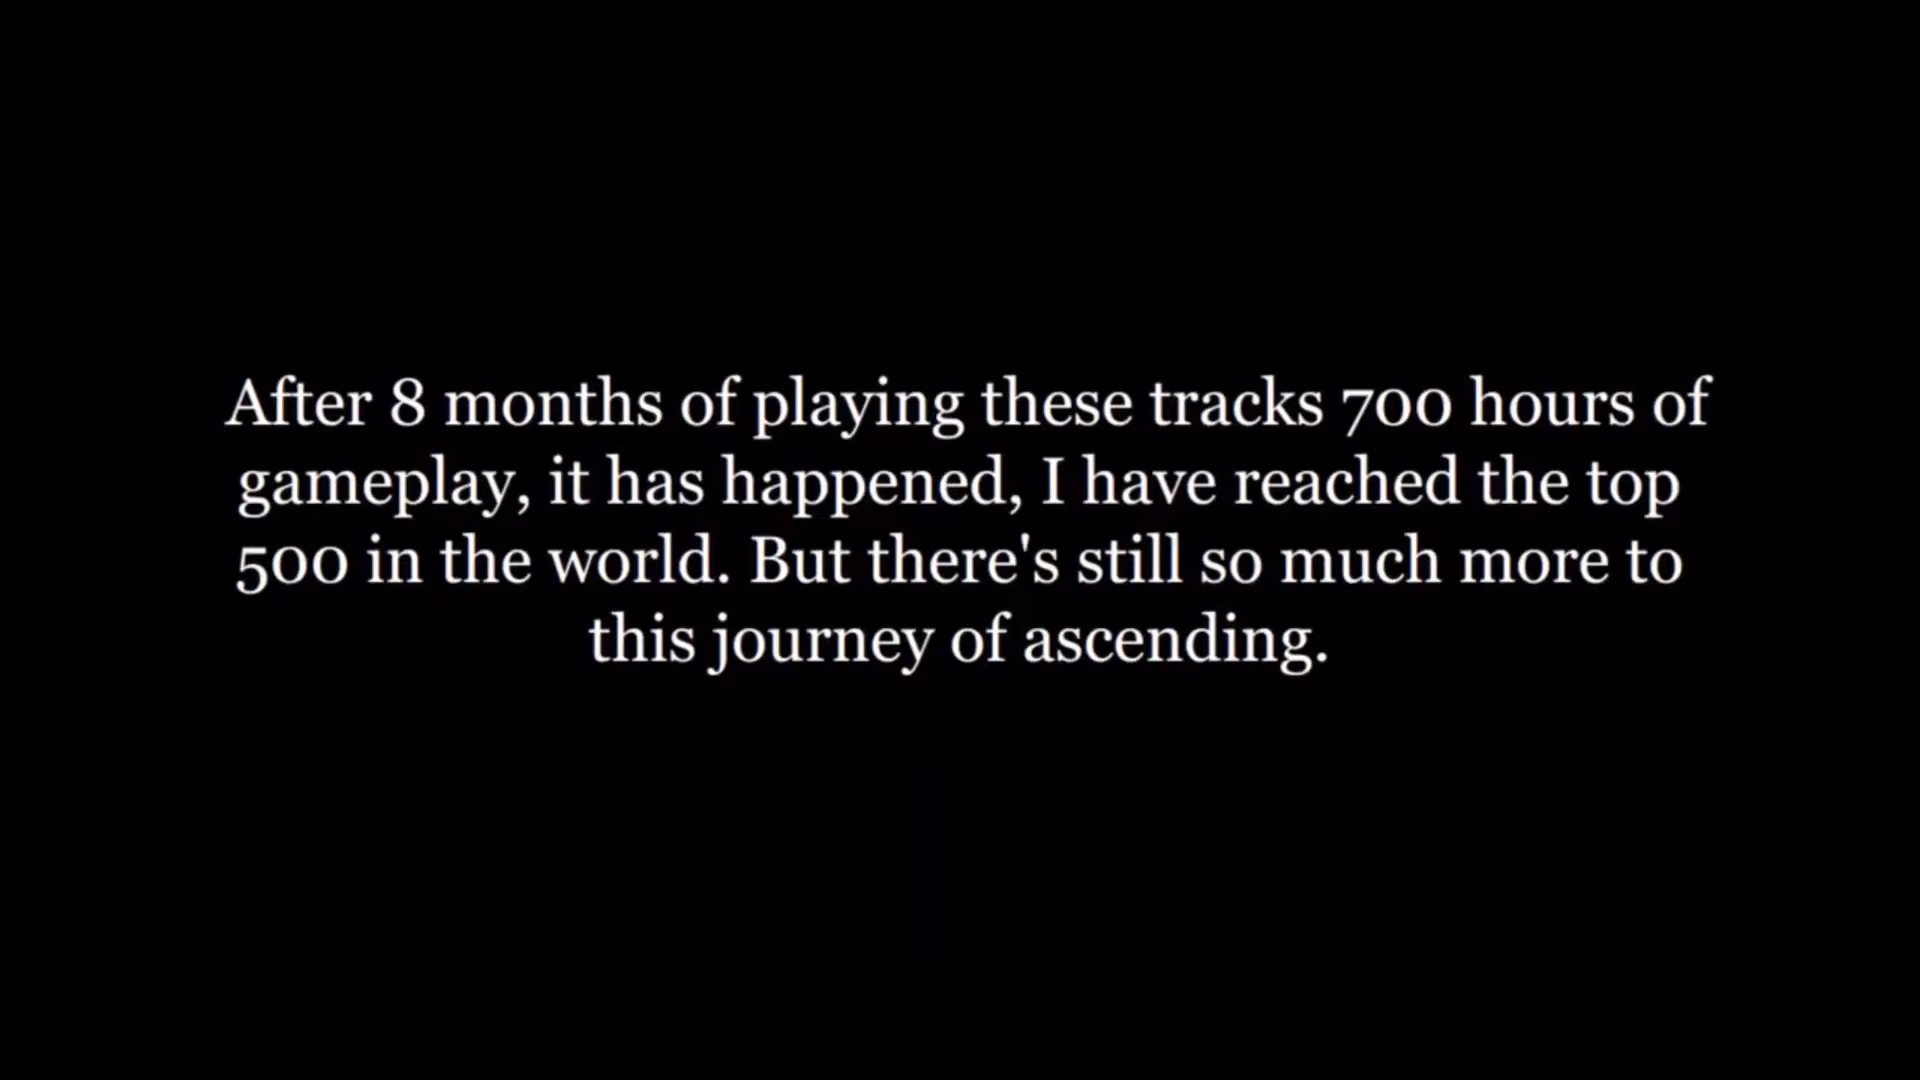 After 8 months of playing these tracks 700 hours of
gameplay, it has happened, I have reached the top
500 in the world. But there's still so much more to
this journey of ascending.